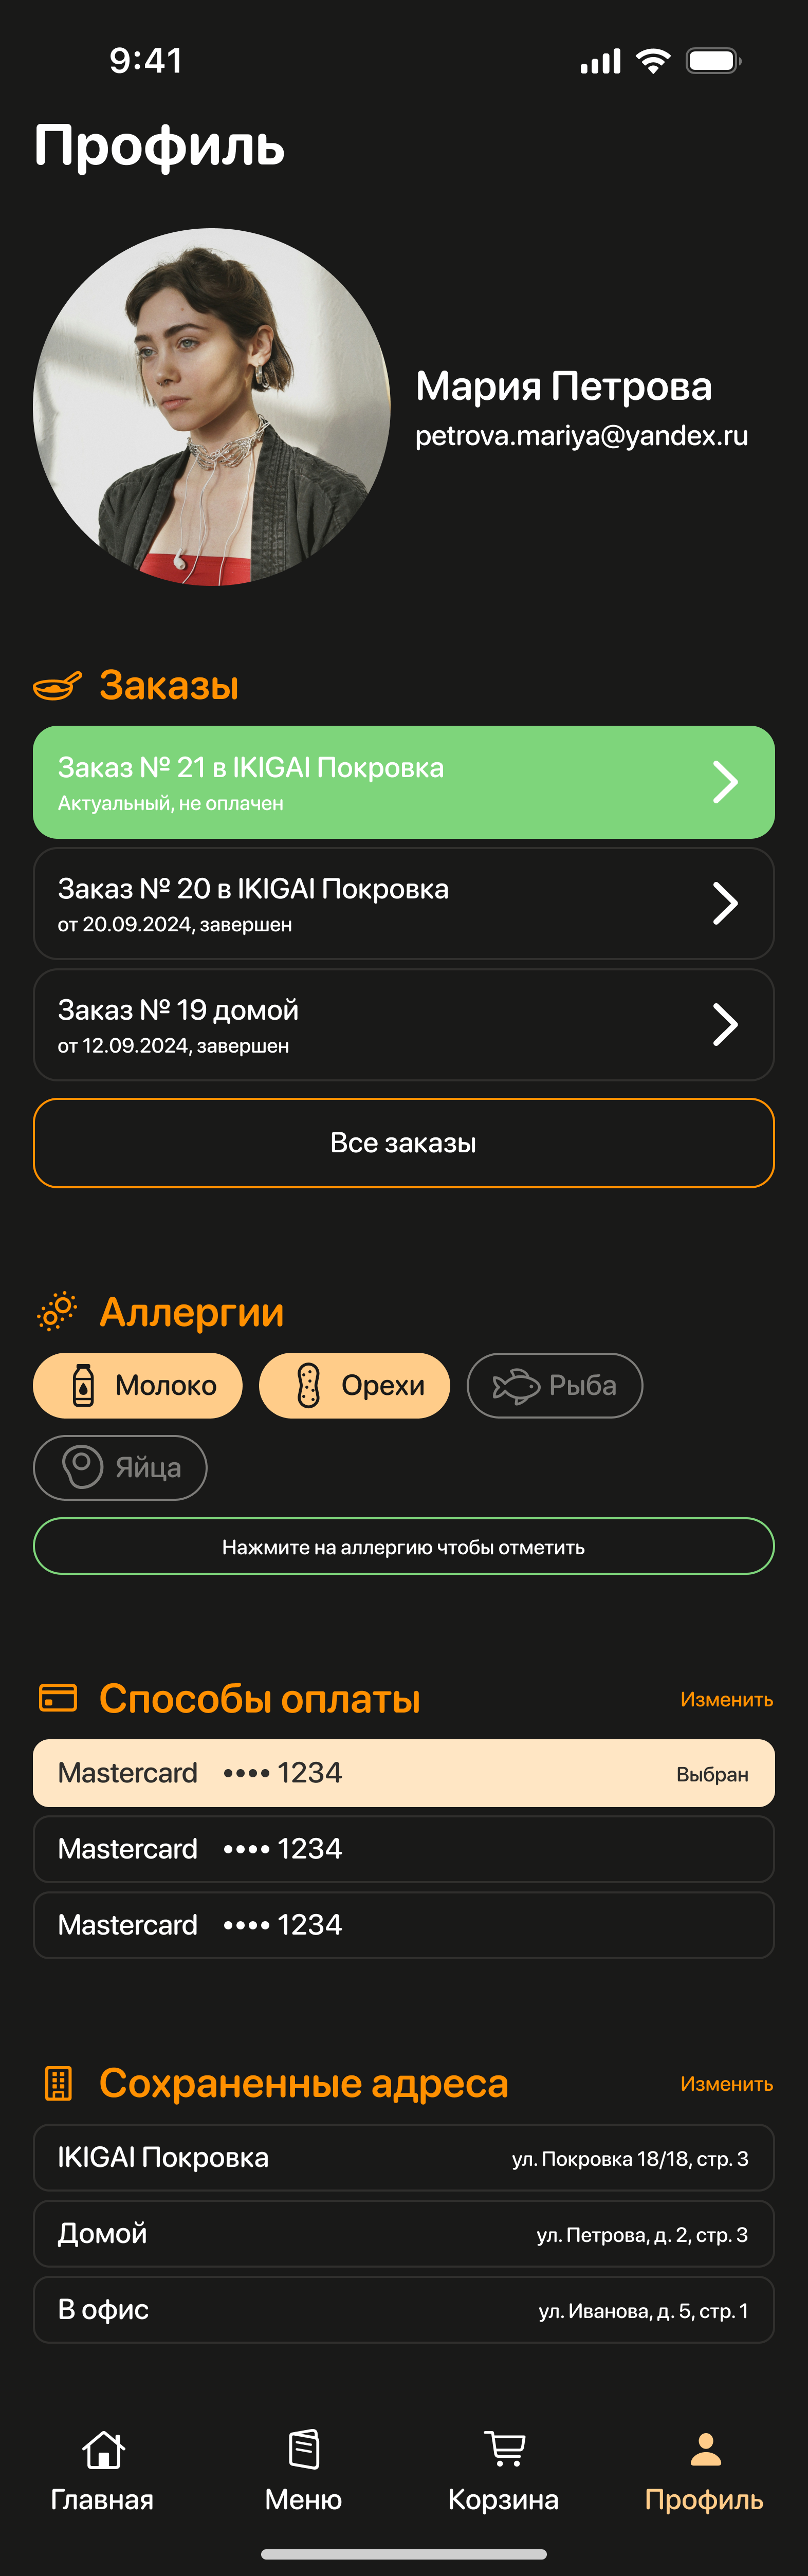 9:41
Профиль
Мария Петрова
petrova.mariya@yandex.ru
Заказы
Заказ № 21 в IKIGAI Покровка
Актуальный, не оплачен
Заказ № 20 в IKIGAI Покровка
от 20.09.2024, завершен
Заказ № 19 домой
от 12.09.2024, завершен
Все заказы
Аллергии
Молоко Орехи Рыба
Яйца
Нажмите на аллергию чтобы отметить
Способы оплаты Изменить
Mastercard •••• 1234 Выбран
Mastercard •••• 1234
Mastercard •••• 1234
Сохраненные адреса Изменить
IKIGAI Покровка ул. Покровка 18/18, стр. 3
Домой ул. Петрова, д. 2, стр. 3
В офис ул. Иванова, д. 5, стр. 1
Главная Меню Корзина Профиль